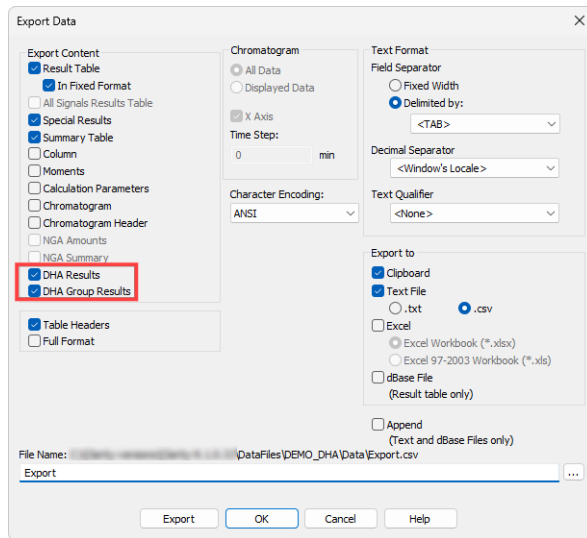 Export Data
Export Content
Result Table
In Fixed Format
All Signals Results Table
Special Results
Summary Table
Column
Moments
Calculation Parameters
Chromatogram
Chromatogram Header
NGA Amounts
NGA Summary
DHA Results
DHA Group Results
Table Headers
Full Format
Chromatogram
All Data
Displayed Data
X Axis
Time Step:
0 min
Character Encoding:
ANSI
Text Format
Field Separator
Fixed Width
Delimited by:
<TAB>
Decimal Separator
<Window's Locale>
Text Qualifier
<None>
Export to
Clipboard
Text File
.txt .csv
Excel
Excel Workbook (*.xlsx)
Excel 97-2003 Workbook (*.xls)
dBase File
(Result table only)
Append
(Text and dBase Files only)
File Name: \DataFiles\DEMO_DHA\Data\Export.csv
Export
...
Export OK Cancel Help